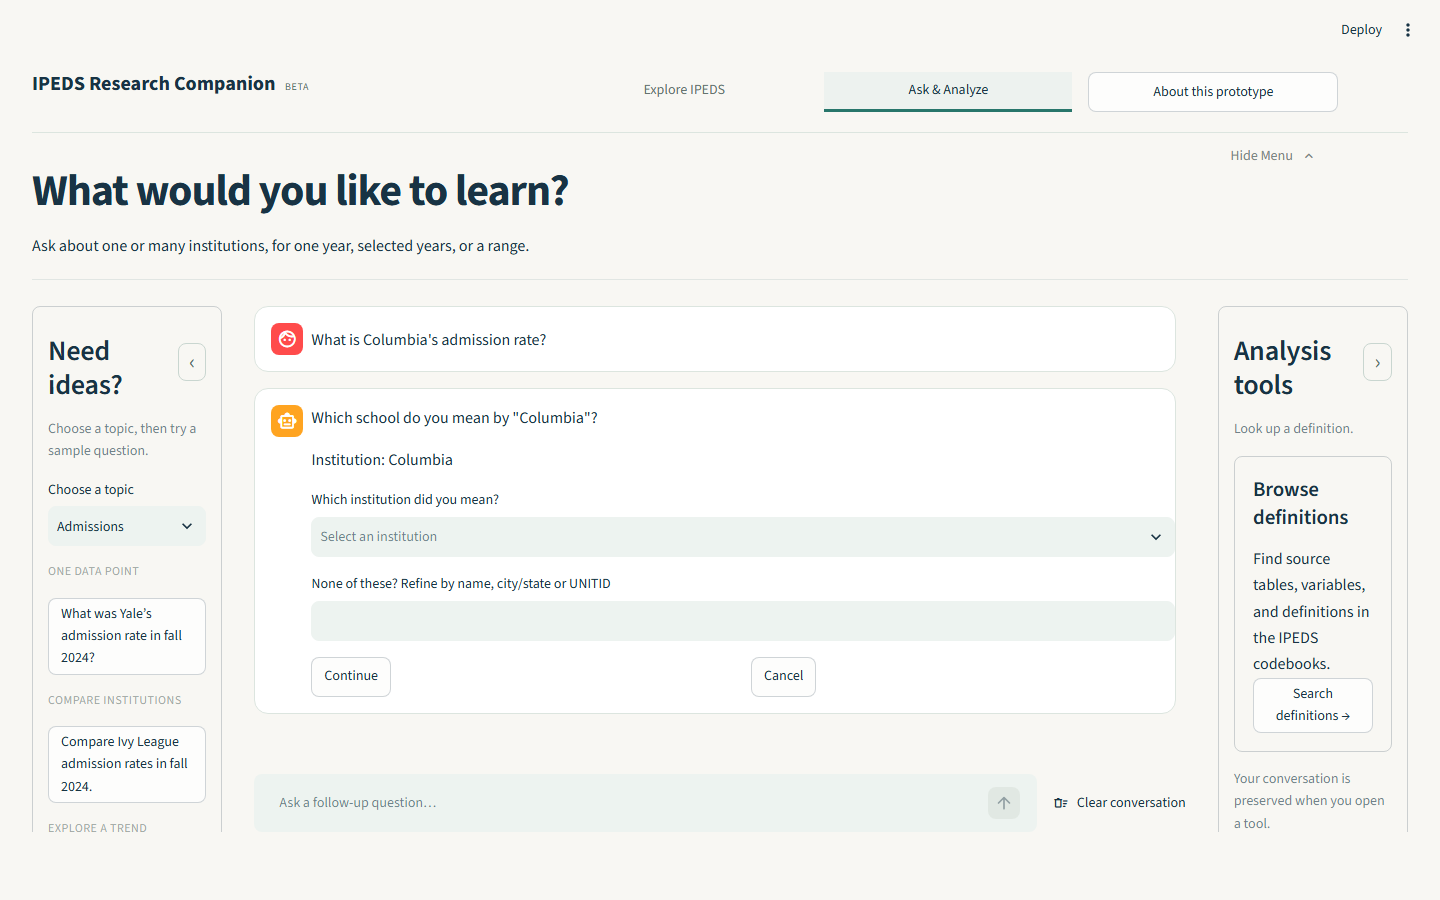 Deploy
IPEDS Research Companion BETA
Explore IPEDS
Ask & Analyze
About this prototype
Hide Menu
What would you like to learn?
Ask about one or many institutions, for one year, selected years, or a range.
Need
ideas?
Choose a topic, then try a
sample question.
Choose a topic
Admissions
ONE DATA POINT
What was Yale’s
admission rate in fall
2024?
COMPARE INSTITUTIONS
Compare Ivy League
admission rates in fall
2024.
EXPLORE A TREND
What is Columbia's admission rate?
Which school do you mean by "Columbia"?
Institution: Columbia
Which institution did you mean?
Select an institution
None of these? Refine by name, city/state or UNITID
Continue
Cancel
Ask a follow-up question…
Clear conversation
Analysis
tools
Look up a definition.
Browse
definitions
Find source
tables, variables,
and definitions in
the IPEDS
codebooks.
Search
definitions →
Your conversation is
preserved when you open
a tool.